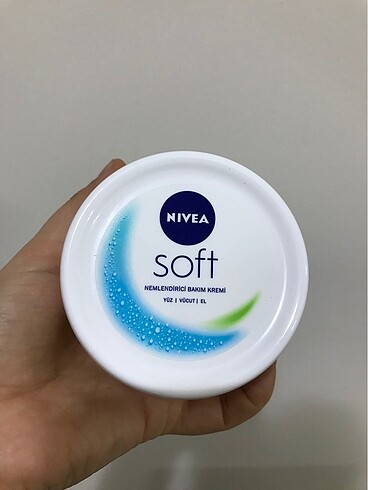 NIVEA
soft
NEMLENDİRİCİ BAKIM KREMİ
YÜZ | VÜCUT | EL